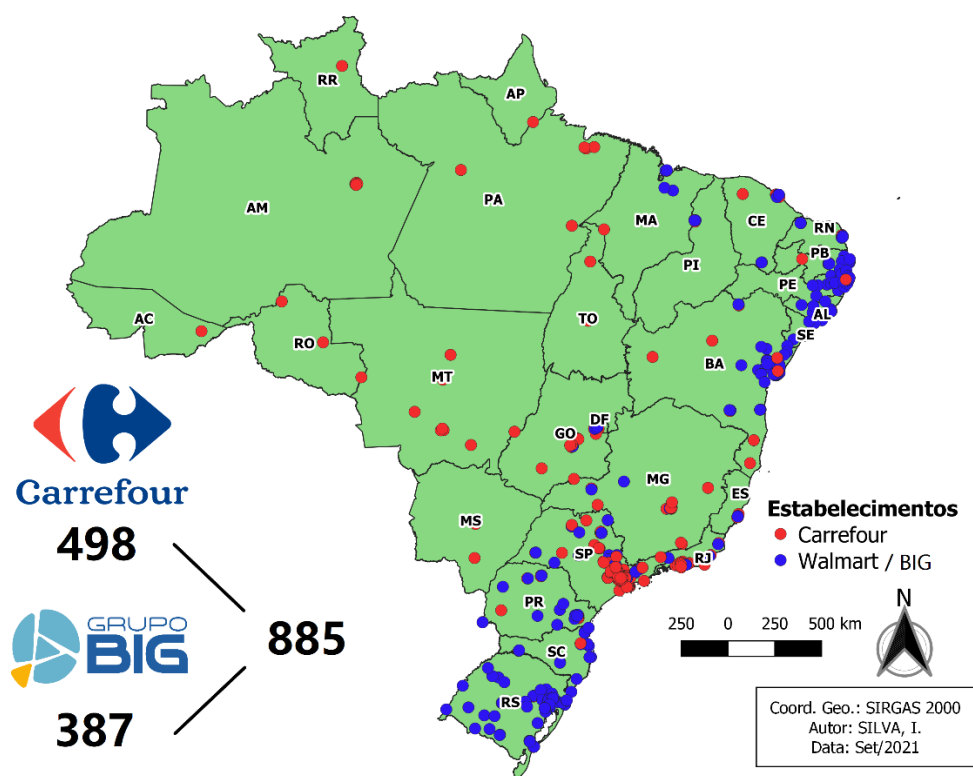 RR
AP
AM
PA
MA
CE
RN
PB
PI
PE
AL
SE
AC
TO
RO
BA
MT
DF
GO
MG
ES
MS
SP
RJ
PR
SC
RS
Carrefour
498
GRUPO
BIG
387
885
Estabelecimentos
Carrefour
Walmart / BIG
N
250 0 250 500 km
Coord. Geo.: SIRGAS 2000
Autor: SILVA, I.
Data: Set/2021